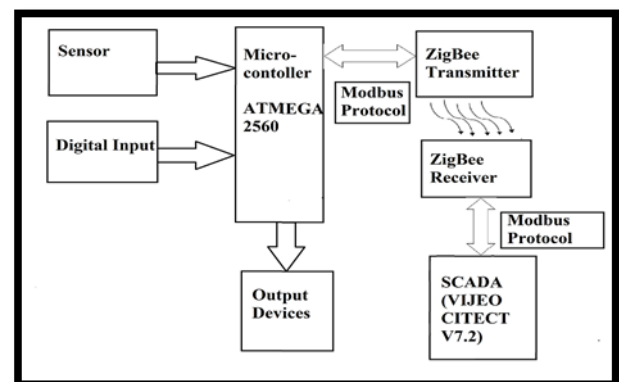 Sensor
Digital Input
Micro-
contoller
ATMEGA
2560
Modbus
Protocol
ZigBee
Transmitter
ZigBee
Receiver
Modbus
Protocol
Output
Devices
SCADA
(VIJEO
CITECT
V7.2)